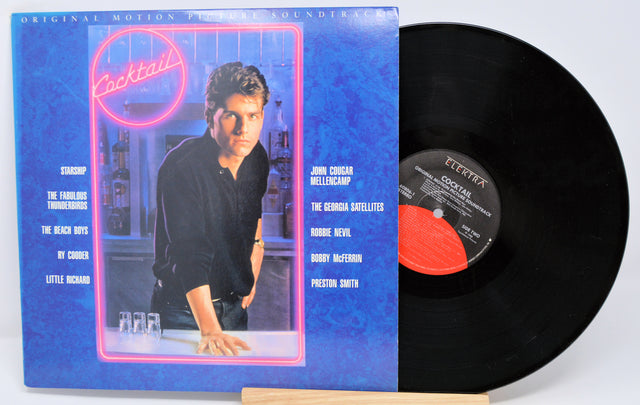 ORIGINAL MOTION PICTURE SOUNDTRACK
Cocktail
STARSHIP
THE FABULOUS
THUNDERBIRDS
THE BEACH BOYS
RY COODER
LITTLE RICHARD
JOHN COUGAR
MELLENCAMP
THE GEORGIA SATELLITES
ROBBIE NEVIL
BOBBY McFERRIN
PRESTON SMITH
ELEKTRA
COCKTAIL
ORIGINAL MOTION PICTURE SOUNDTRACK
SIDE TWO